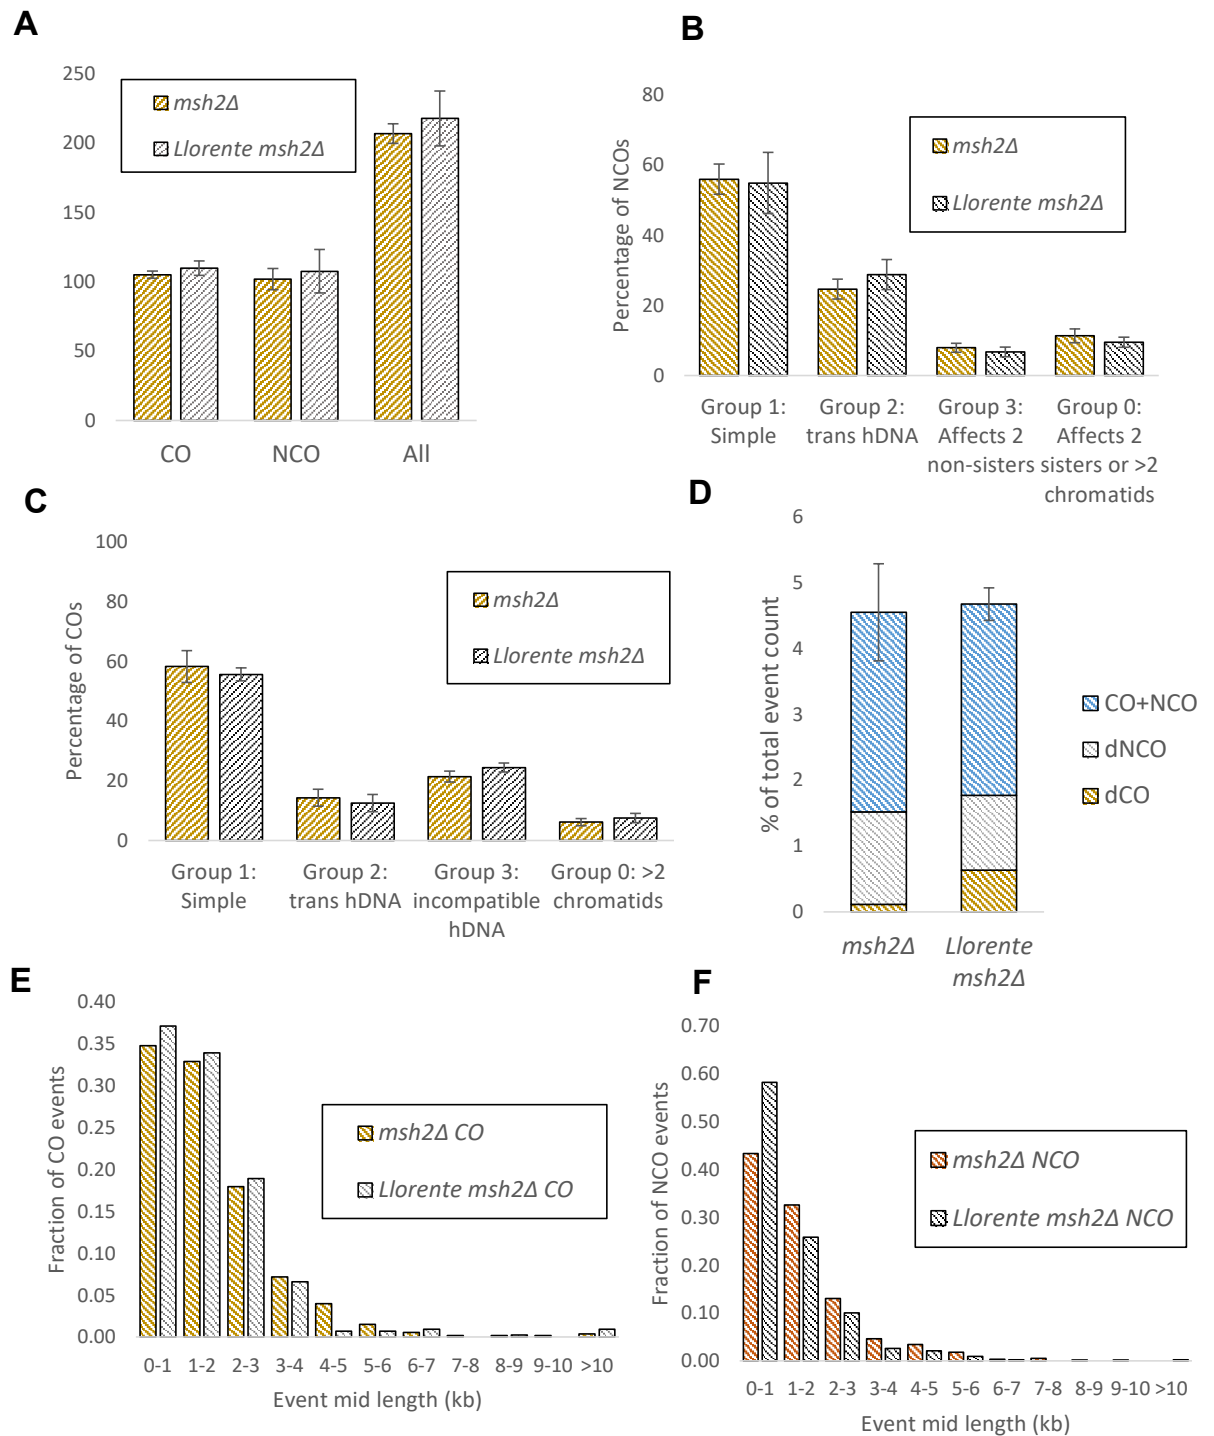 A
250
200
150
100
50
0
msh2Δ
Llorente msh2Δ
CO NCO All
B
Percentage of NCOs
80
60
40
20
0
msh2Δ
Llorente msh2Δ
Group 1: Group 2: Group 3: Group 0:
Simple trans hDNA Affects 2 Affects 2
non-sisters sisters or >2
chromatids
C
Percentage of COs
100
80
60
40
20
0
msh2Δ
Llorente msh2Δ
Group 1: Group 2: Group 3: Group 0: >2
Simple trans hDNA incompatible chromatids
hDNA
D
% of total event count
6
5
4
3
2
1
0
CO+NCO
dNCO
dCO
msh2Δ Llorente
msh2Δ
E
Fraction of CO events
0.40
0.35
0.30
0.25
0.20
0.15
0.10
0.05
0.00
msh2Δ CO
Llorente msh2Δ CO
0-1 1-2 2-3 3-4 4-5 5-6 6-7 7-8 8-9 9-10 >10
Event mid length (kb)
F
Fraction of NCO events
0.70
0.60
0.50
0.40
0.30
0.20
0.10
0.00
msh2Δ NCO
Llorente msh2Δ NCO
0-1 1-2 2-3 3-4 4-5 5-6 6-7 7-8 8-9 9-10 >10
Event mid length (kb)